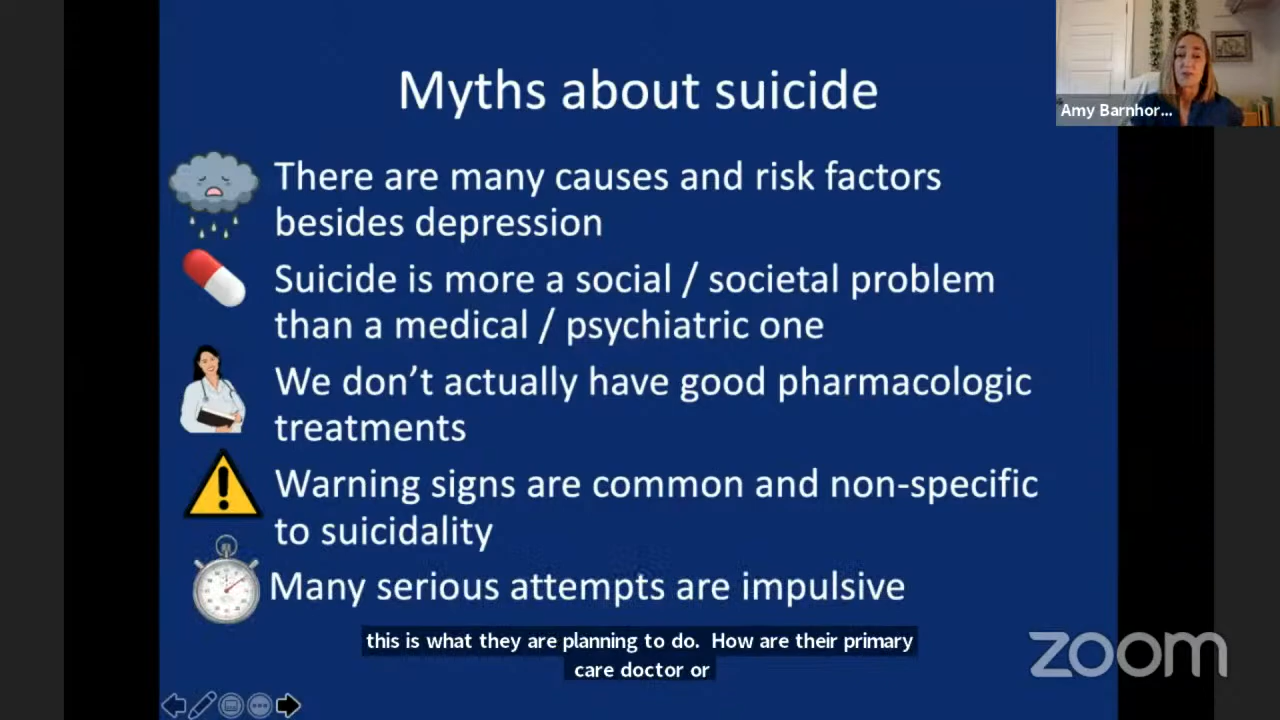 Myths about suicide
Amy Barnhor...
There are many causes and risk factors
besides depression
Suicide is more a social / societal problem
than a medical / psychiatric one
We don't actually have good pharmacologic
treatments
Warning signs are common and non-specific
to suicidality
Many serious attempts are impulsive
this is what they are planning to do.  How are their primary
care doctor or
zoom